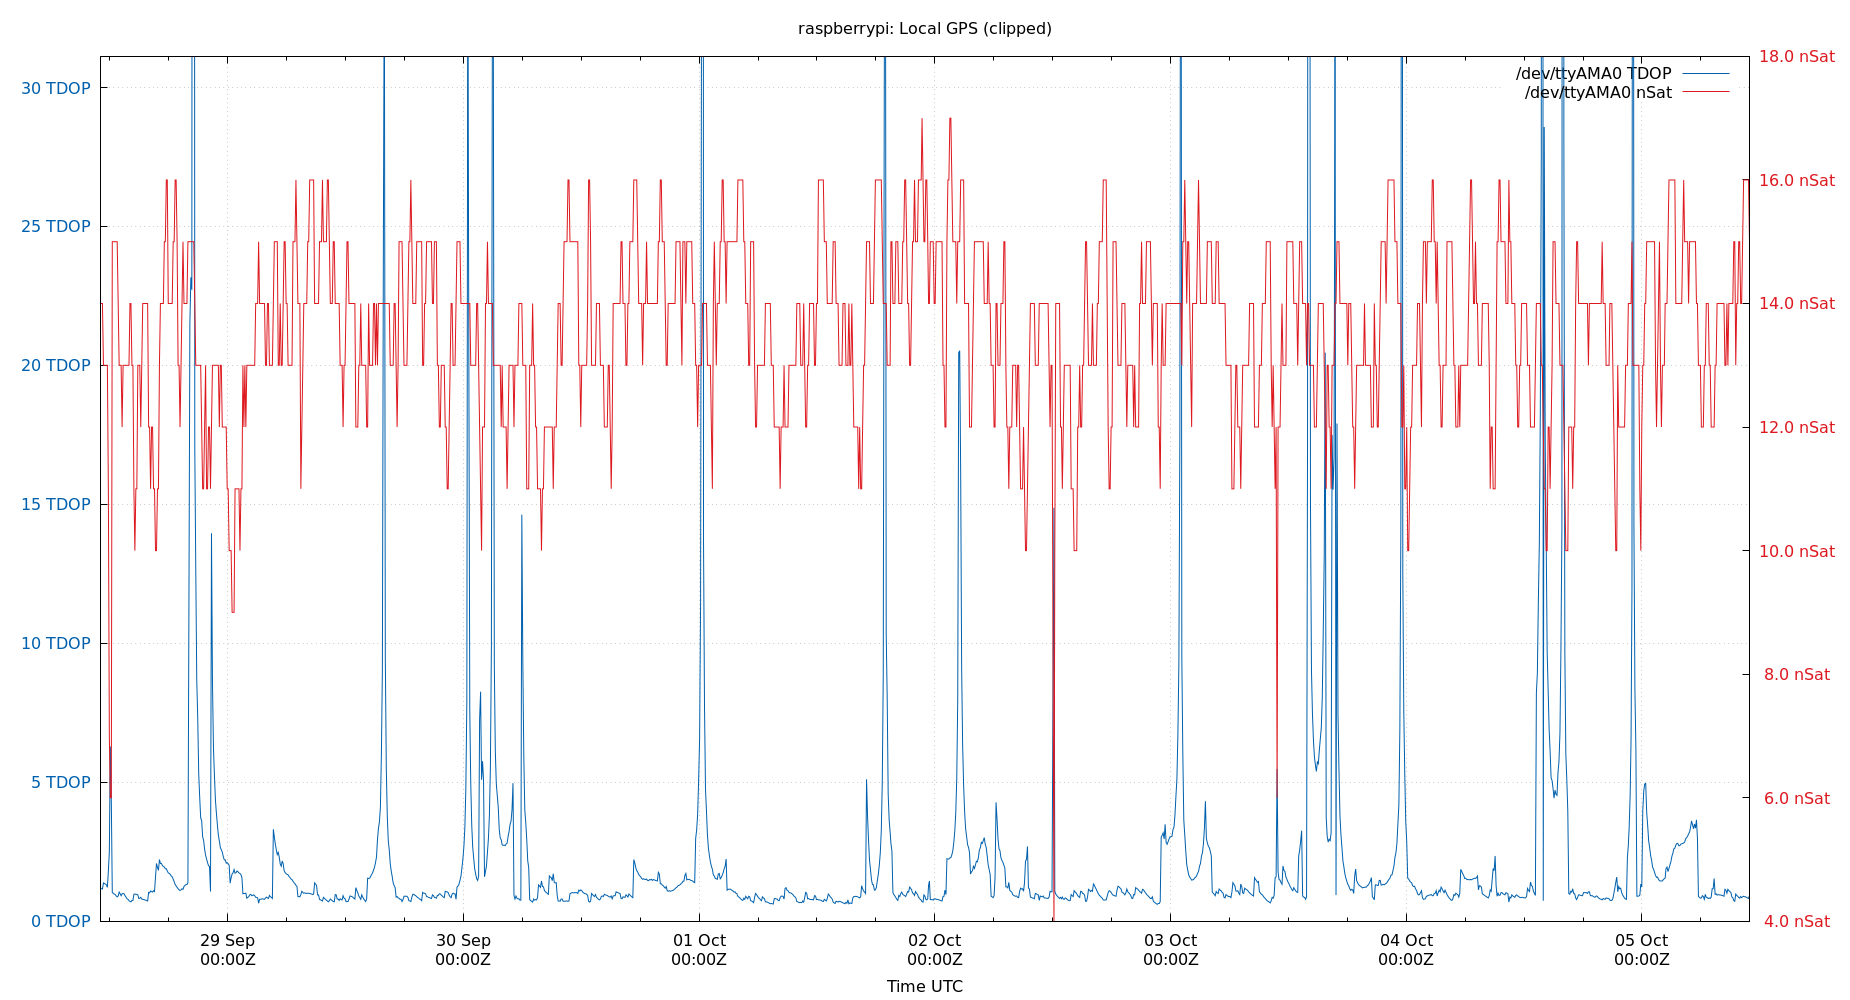 raspberrypi: Local GPS (clipped)
18.0 nSat
/dev/ttyAMA0 TDOP
30 TDOP
/dev/ttyAMA0 nSat
16.0 nSat
25 TDOP
14.0 nSat
20 TDOP
12.0 nSat
15 TDOP
10.0 nSat
10 TDOP
8.0 nSat
5 TDOP
6.0 nSat
0 TDOP
4.0 nSat
29 Sep 30 Sep 01 Oct 02 Oct 03 Oct 04 Oct 05 Oct
00:00Z 00:00Z 00:00Z 00:00Z 00:00Z 00:00Z 00:00Z
Time UTC